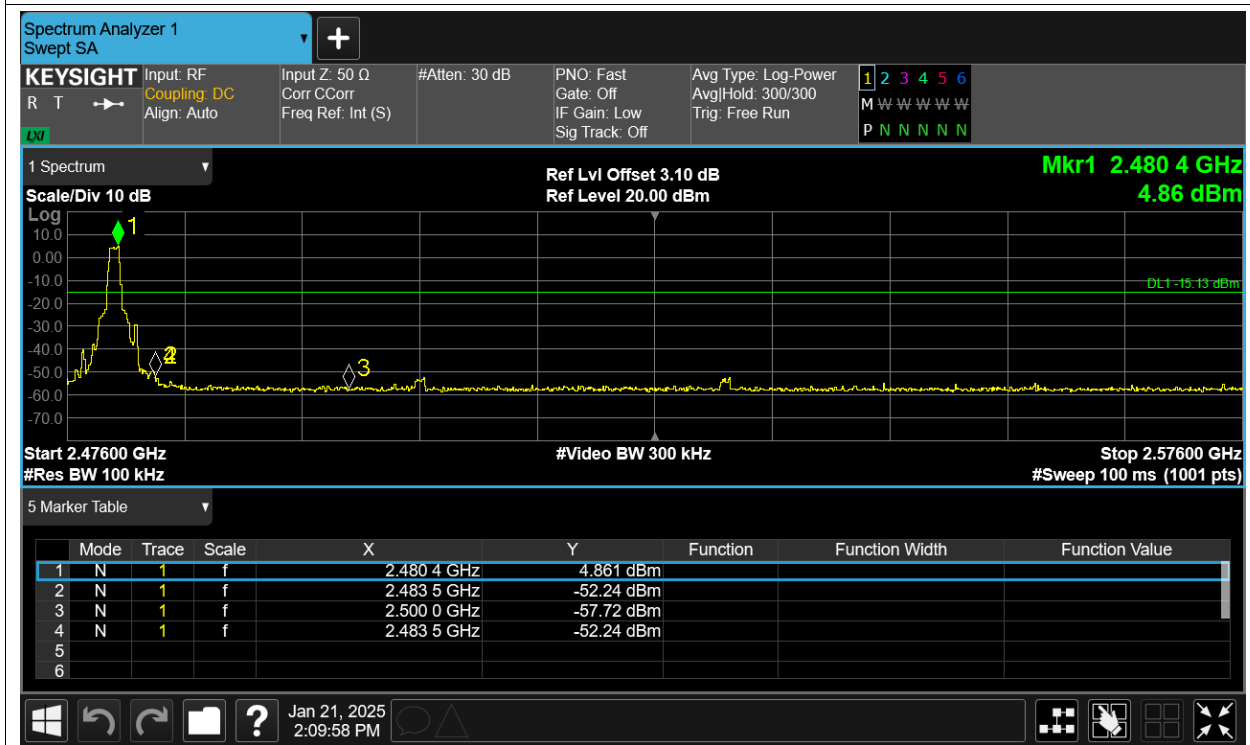 Spectrum Analyzer 1
Swept SA
KEYSIGHT
R T
LXI
Input: RF
Coupling: DC
Align: Auto
Input Z: 50 Ω
Corr CCorr
Freq Ref: Int (S)
#Atten: 30 dB
PNO: Fast
Gate: Off
IF Gain: Low
Sig Track: Off
Avg Type: Log-Power
Avg|Hold: 300/300
Trig: Free Run
1 2 3 4 5 6
M W W W W W
P N N N N N
1 Spectrum
Scale/Div 10 dB
Ref Lvl Offset 3.10 dB
Ref Level 20.00 dBm
Mkr1 2.480 4 GHz
4.86 dBm
Log
10.0
0.00
-10.0
-20.0
-30.0
-40.0
-50.0
-60.0
-70.0
1
3
DL1 -15.13 dBm
Start 2.47600 GHz
#Res BW 100 kHz
#Video BW 300 kHz
Stop 2.57600 GHz
#Sweep 100 ms (1001 pts)
5 Marker Table
Mode Trace Scale X Y Function Function Width Function Value
1 N 1 f 2.480 4 GHz 4.861 dBm
2 N 1 f 2.483 5 GHz -52.24 dBm
3 N 1 f 2.500 0 GHz -57.72 dBm
4 N 1 f 2.483 5 GHz -52.24 dBm
5
6
?
Jan 21, 2025
2:09:58 PM